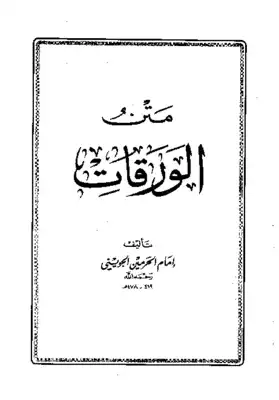 متن
الورقات
تأليف
إمام الحرمين الجويني
رحمه الله
٤١٩ - ٤٧٨هـ